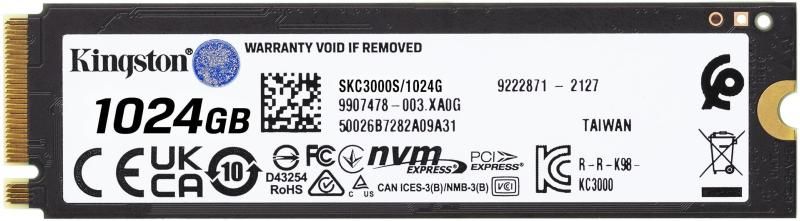 WARRANTY VOID IF REMOVED
Kingston
1024GB
SKC3000S/1024G
9907478-003.XA0G
50026B7282A09A31
9222871 - 2127
TAIWAN
CE UK CA 10
D43254
RoHS
FC
C US
nvm EXPRESS®
PCI EXPRESS®
CAN ICES-3(B)/NMB-3(B)
VCI
R-R-K98-
KC3000